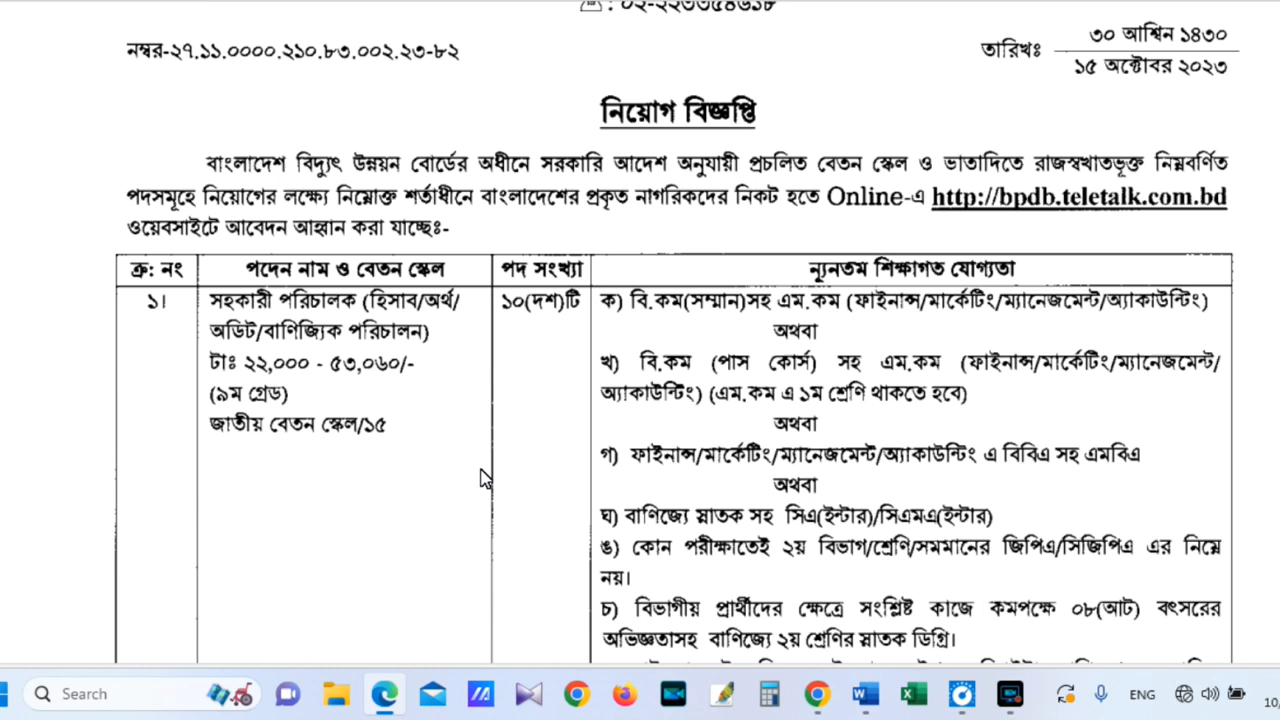 ☏: ০২-২২৩৩৫৪৬১৮
নম্বর-২৭.১১.০০০০.২১০.৮৩.০০২.২৩-৮২
তারিখঃ
৩০ আশ্বিন ১৪৩০
১৫ অক্টোবর ২০২৩
নিয়োগ বিজ্ঞপ্তি
বাংলাদেশ বিদ্যুৎ উন্নয়ন বোর্ডের অধীনে সরকারি আদেশ অনুযায়ী প্রচলিত বেতন স্কেল ও ভাতাদিতে রাজস্বখাতভূক্ত নিম্নবর্ণিত
পদসমূহে নিয়োগের লক্ষ্যে নিম্নোক্ত শর্তাধীনে বাংলাদেশের প্রকৃত নাগরিকদের নিকট হতে Online-এ http://bpdb.teletalk.com.bd
ওয়েবসাইটে আবেদন আহ্বান করা যাচ্ছেঃ-
ক্র: নং পদেন নাম ও বেতন স্কেল পদ সংখ্যা ন্যূনতম শিক্ষাগত যোগ্যতা
১। সহকারী পরিচালক (হিসাব/অর্থ/ ১০(দশ)টি ক) বি.কম(সম্মান)সহ এম.কম (ফাইনান্স/মার্কেটিং/ম্যানেজমেন্ট/অ্যাকাউন্টিং)
অডিট/বাণিজ্যিক পরিচালন) অথবা
টাঃ ২২,০০০ - ৫৩,০৬০/- খ) বি.কম (পাস কোর্স) সহ এম.কম (ফাইনান্স/মার্কেটিং/ম্যানেজমেন্ট/
(৯ম গ্রেড) অ্যাকাউন্টিং) (এম.কম এ ১ম শ্রেণি থাকতে হবে)
জাতীয় বেতন স্কেল/১৫ অথবা
গ) ফাইনান্স/মার্কেটিং/ম্যানেজমেন্ট/অ্যাকাউন্টিং এ বিবিএ সহ এমবিএ
অথবা
ঘ) বাণিজ্যে স্নাতক সহ সিএ(ইন্টার)/সিএমএ(ইন্টার)
ঙ) কোন পরীক্ষাতেই ২য় বিভাগ/শ্রেণি/সমমানের জিপিএ/সিজিপিএ এর নিম্নে
নয়।
চ) বিভাগীয় প্রার্থীদের ক্ষেত্রে সংশ্লিষ্ট কাজে কমপক্ষে ০৮(আট) বৎসরের
অভিজ্ঞতাসহ বাণিজ্যে ২য় শ্রেণির স্নাতক ডিগ্রি।
Search
ENG
10/